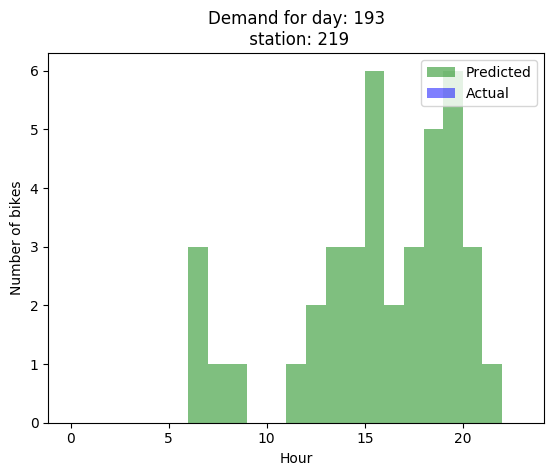 Demand for day: 193
station: 219
Predicted
Actual
Number of bikes
6
5
4
3
2
1
0
0 5 10 15 20
Hour